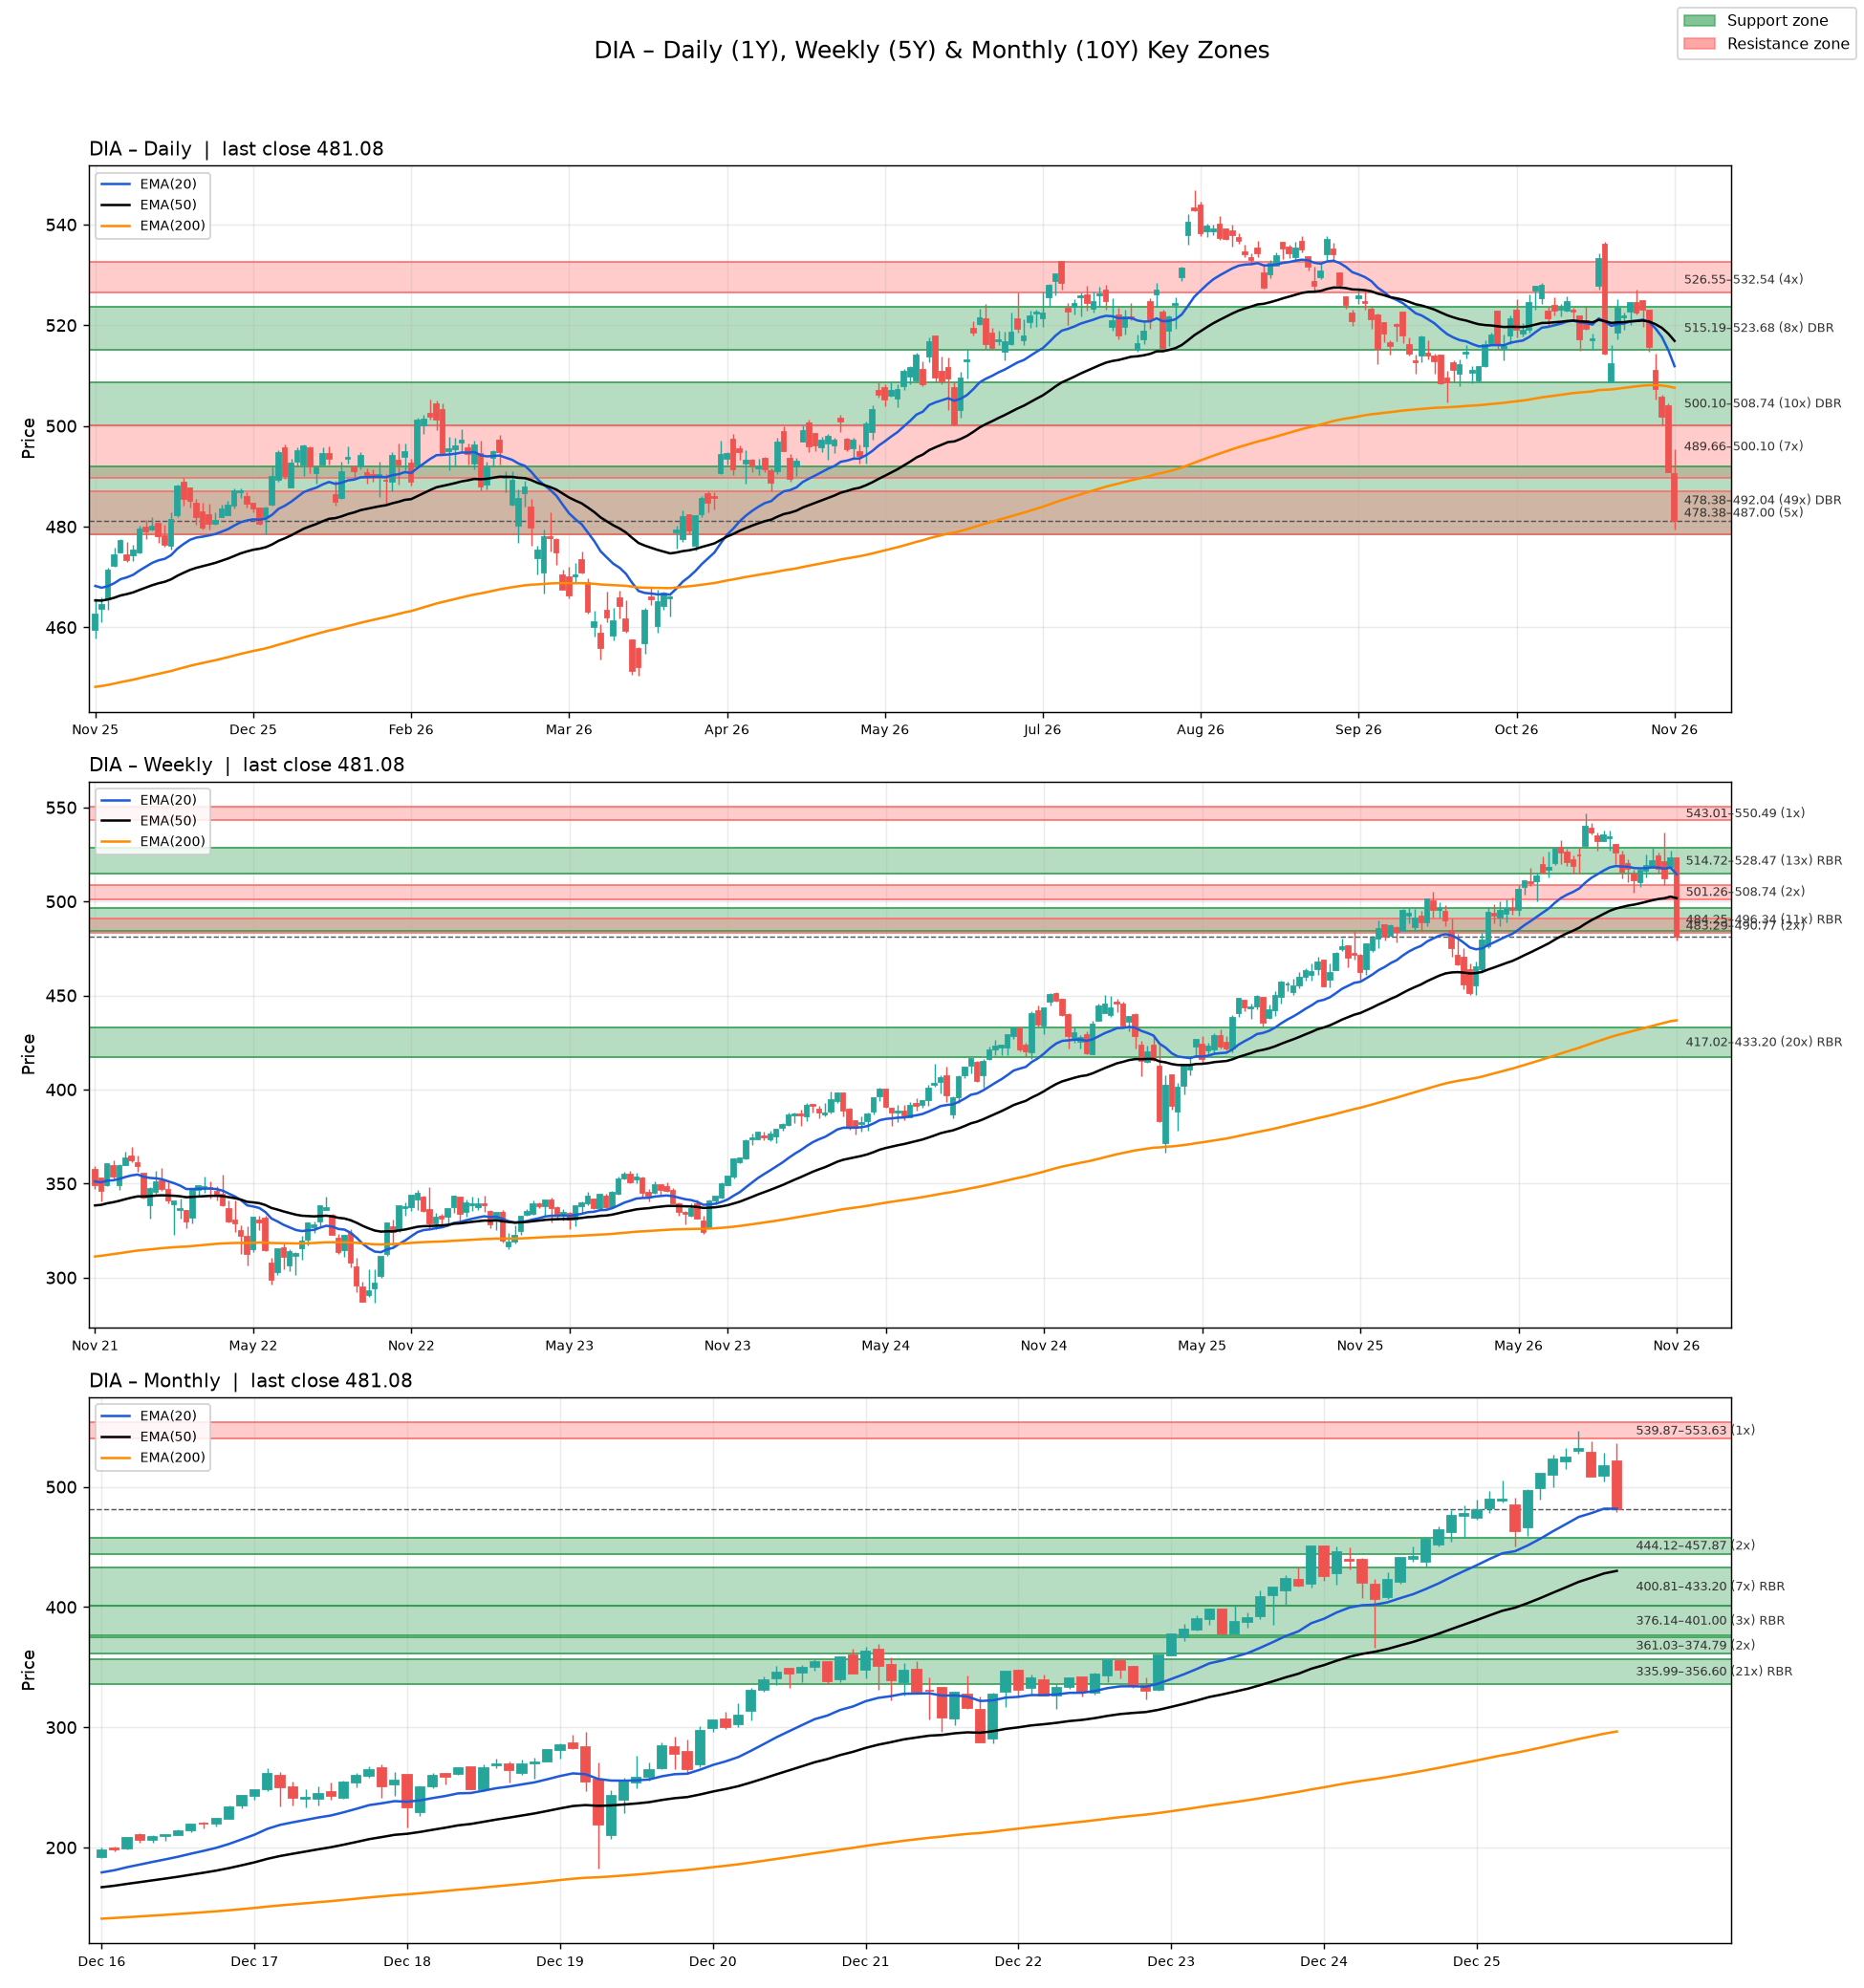 Support zone
Resistance zone
DIA – Daily (1Y), Weekly (5Y) & Monthly (10Y) Key Zones
DIA – Daily | last close 481.08
EMA(20)
EMA(50)
EMA(200)
Price
540
520
500
480
460
526.55–532.54 (4x)
515.19–523.68 (8x) DBR
500.10–508.74 (10x) DBR
489.66–500.10 (7x)
478.38–492.04 (49x) DBR
478.38–487.00 (5x)
Nov 25
Dec 25
Feb 26
Mar 26
Apr 26
May 26
Jul 26
Aug 26
Sep 26
Oct 26
Nov 26
DIA – Weekly | last close 481.08
EMA(20)
EMA(50)
EMA(200)
Price
550
500
450
400
350
300
543.01–550.49 (1x)
514.72–528.47 (13x) RBR
501.26–508.74 (2x)
484.25–496.34 (11x) RBR
483.29–490.77 (2x)
417.02–433.20 (20x) RBR
Nov 21
May 22
Nov 22
May 23
Nov 23
May 24
Nov 24
May 25
Nov 25
May 26
Nov 26
DIA – Monthly | last close 481.08
EMA(20)
EMA(50)
EMA(200)
Price
500
400
300
200
539.87–553.63 (1x)
444.12–457.87 (2x)
400.81–433.20 (7x) RBR
376.14–401.00 (3x) RBR
361.03–374.79 (2x)
335.99–356.60 (21x) RBR
Dec 16
Dec 17
Dec 18
Dec 19
Dec 20
Dec 21
Dec 22
Dec 23
Dec 24
Dec 25